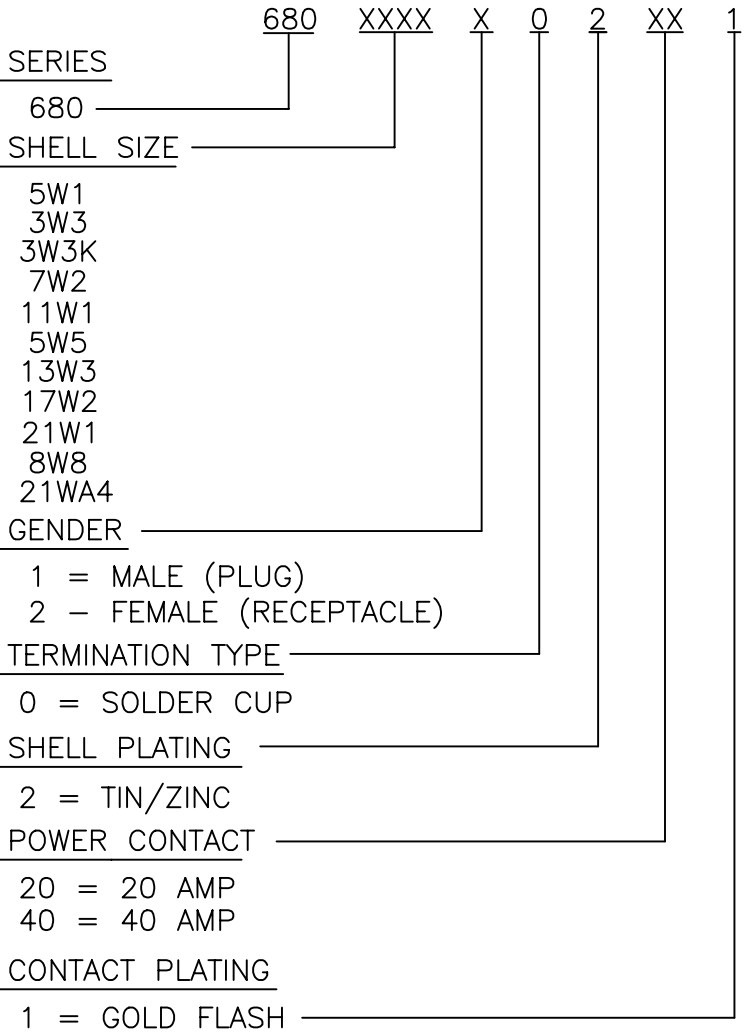 680 XXXX X 0 2 XX 1
SERIES
680
SHELL SIZE
5W1
3W3
3W3K
7W2
11W1
5W5
13W3
17W2
21W1
8W8
21WA4
GENDER
1 = MALE (PLUG)
2 – FEMALE (RECEPTACLE)
TERMINATION TYPE
0 = SOLDER CUP
SHELL PLATING
2 = TIN/ZINC
POWER CONTACT
20 = 20 AMP
40 = 40 AMP
CONTACT PLATING
1 = GOLD FLASH